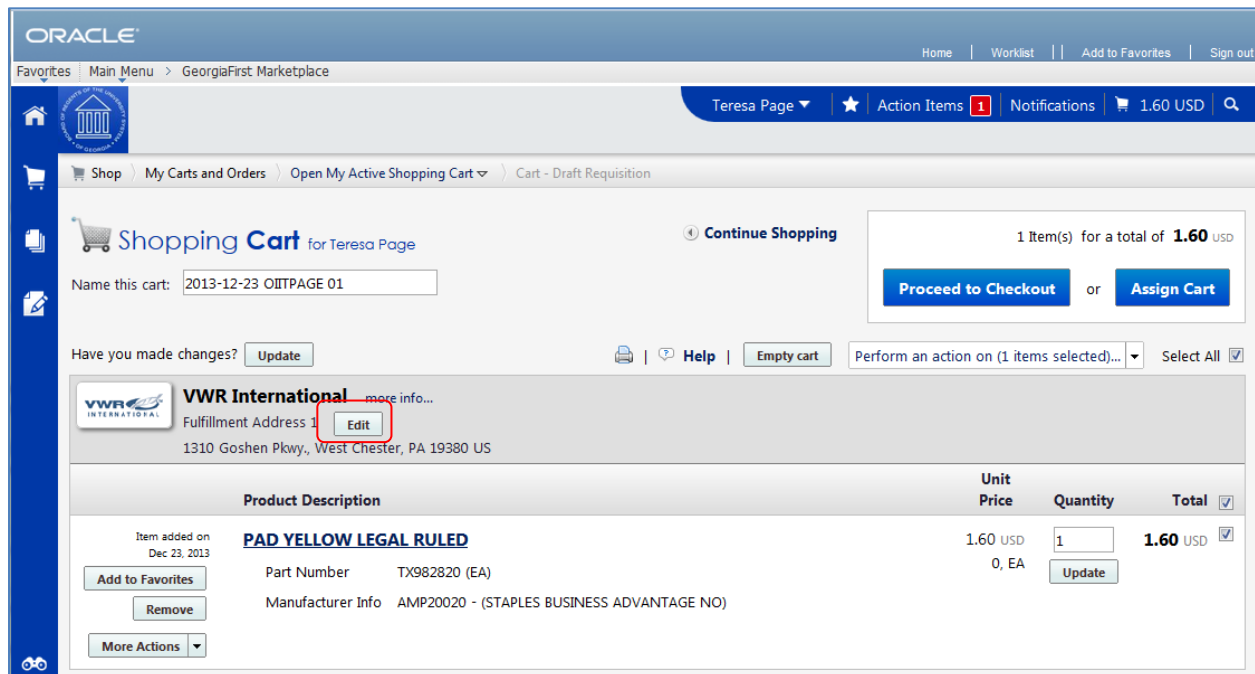 ORACLE
Home | Worklist | | Add to Favorites | Sign out
Favorites Main Menu > GeorgiaFirst Marketplace
Teresa Page Action Items 1 Notifications 1.60 USD
Shop My Carts and Orders Open My Active Shopping Cart Cart - Draft Requisition
Shopping Cart for Teresa Page
Continue Shopping
1 Item(s) for a total of 1.60 USD
Name this cart: 2013-12-23 OIITPAGE 01
Proceed to Checkout or Assign Cart
Have you made changes? Update | Help | Empty cart Perform an action on (1 items selected)... Select All
VWR INTERNATIONAL
VWR International more info...
Fulfillment Address 1 Edit
1310 Goshen Pkwy., West Chester, PA 19380 US
Product Description Unit Price Quantity Total
Item added on Dec 23, 2013
PAD YELLOW LEGAL RULED 1.60 USD 1 1.60 USD
Add to Favorites Part Number TX982820 (EA) 0, EA Update
Remove Manufacturer Info AMP20020 - (STAPLES BUSINESS ADVANTAGE NO)
More Actions